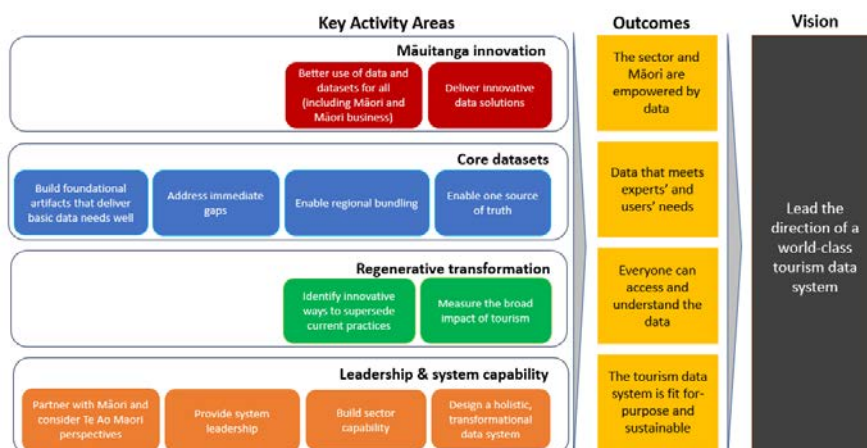 Key Activity Areas
Outcomes
Vision
Māuitanga innovation
Better use of data and
datasets for all
(including Māori and
Māori business)
Deliver innovative
data solutions
The sector and
Māori are
empowered by
data
Core datasets
Build foundational
artifacts that deliver
basic data needs well
Address immediate
gaps
Enable regional bundling
Enable one source
of truth
Data that meets
experts' and
users' needs
Regenerative transformation
Identify innovative
ways to supersede
current practices
Measure the broad
impact of tourism
Everyone can
access and
understand the
data
Leadership & system capability
Partner with Māori and
consider Te Ao Maori
perspectives
Provide system
leadership
Build sector
capability
Design a holistic,
transformational
data system
The tourism data
system is fit for-
purpose and
sustainable
Lead the
direction of a
world-class
tourism data
system